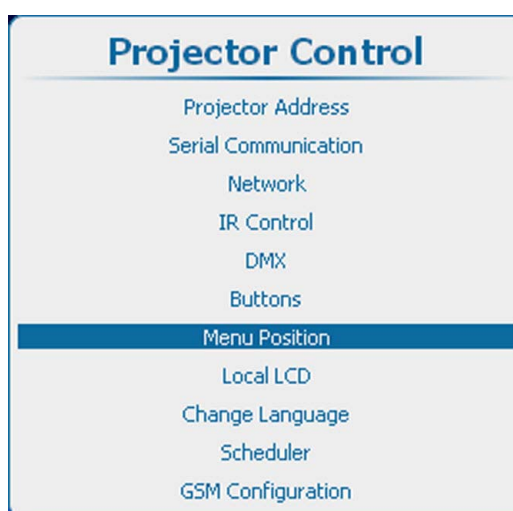 Projector Control
Projector Address
Serial Communication
Network
IR Control
DMX
Buttons
Menu Position
Local LCD
Change Language
Scheduler
GSM Configuration